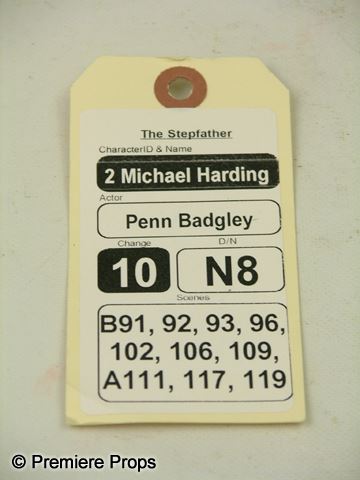 The Stepfather
CharacterID & Name
2 Michael Harding
Actor
Penn Badgley
Change D/N
10 N8
Scenes
B91, 92, 93, 96,
102, 106, 109,
A111, 117, 119
© Premiere Props